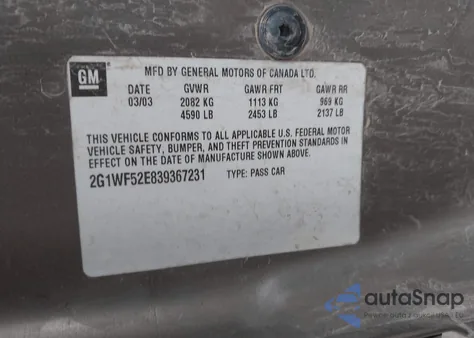 GM
MFD BY GENERAL MOTORS OF CANADA LTD.
DATE GVWR GAWR FRT GAWR RR
03/03 2082 KG 1113 KG 969 KG
4590 LB 2453 LB 2137 LB
THIS VEHICLE CONFORMS TO ALL APPLICABLE U.S. FEDERAL MOTOR
VEHICLE SAFETY, BUMPER, AND THEFT PREVENTION STANDARDS IN
EFFECT ON THE DATE OF MANUFACTURE SHOWN ABOVE.
2G1WF52E839367231 TYPE: PASS CAR
autoSnap